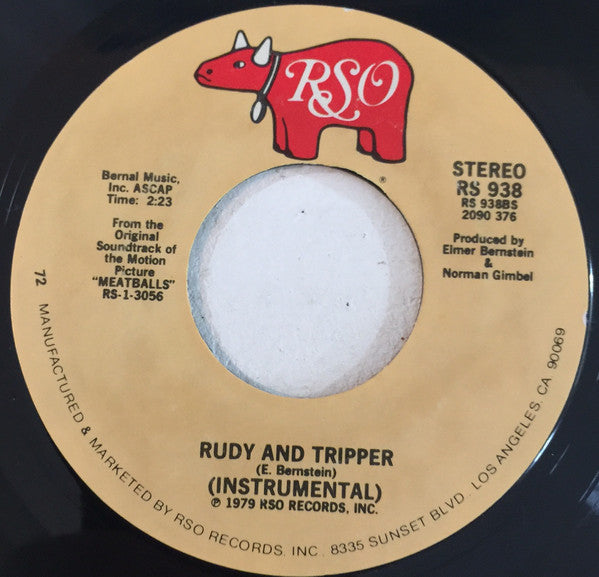 RSO
®
Bernal Music,
Inc. ASCAP
Time: 2:23
From the
Original
Soundtrack of
the Motion
Picture
"MEATBALLS"
RS-1-3056
STEREO
RS 938
RS 938BS
2090 376
Produced by
Elmer Bernstein
&
Norman Gimbel
RUDY AND TRIPPER
(E. Bernstein)
(INSTRUMENTAL)
℗ 1979 RSO RECORDS, INC.
72 MANUFACTURED & MARKETED BY RSO RECORDS, INC. 8335 SUNSET BLVD. LOS ANGELES, CA 90069